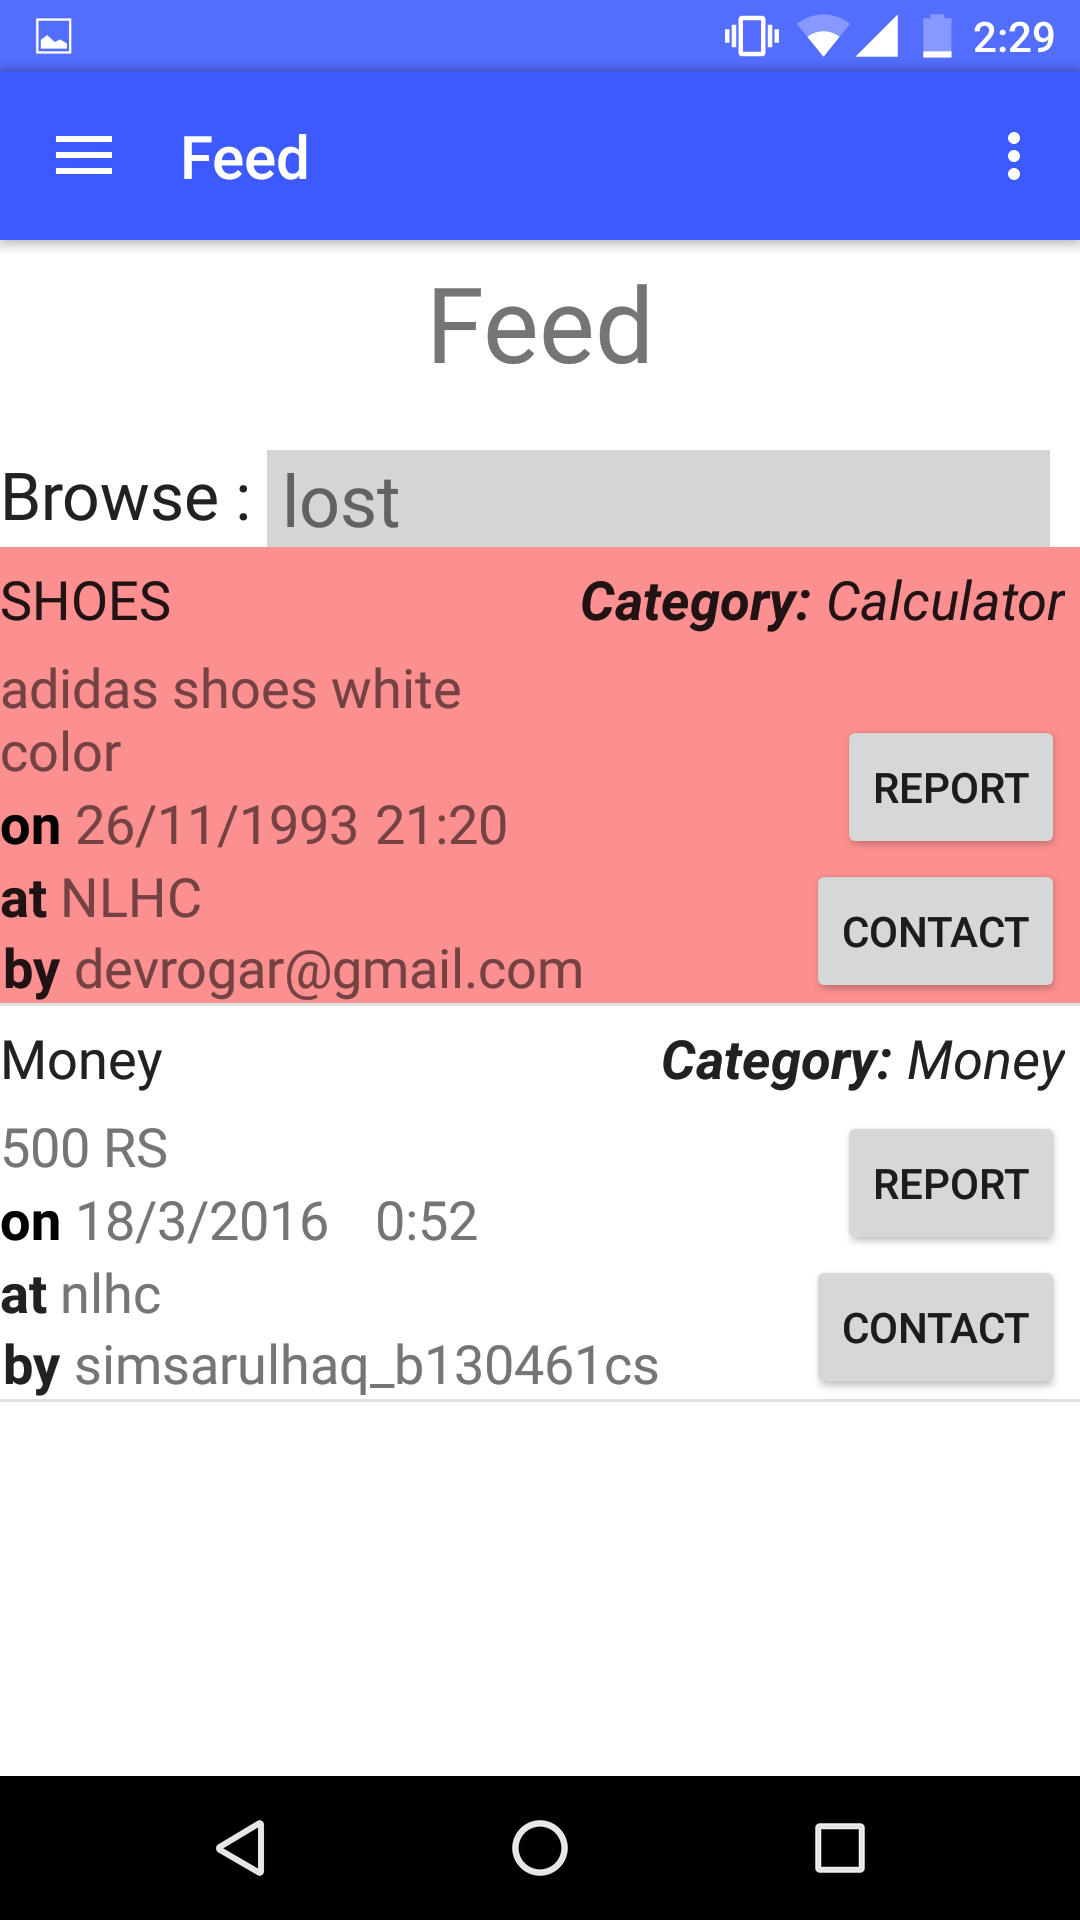 2:29
Feed
Feed
Browse : lost
SHOES Category: Calculator
adidas shoes white
color
REPORT
on 26/11/1993 21:20
at NLHC
CONTACT
by devrogar@gmail.com
Money Category: Money
500 RS
REPORT
on 18/3/2016 0:52
at nlhc
CONTACT
by simsarulhaq_b130461cs